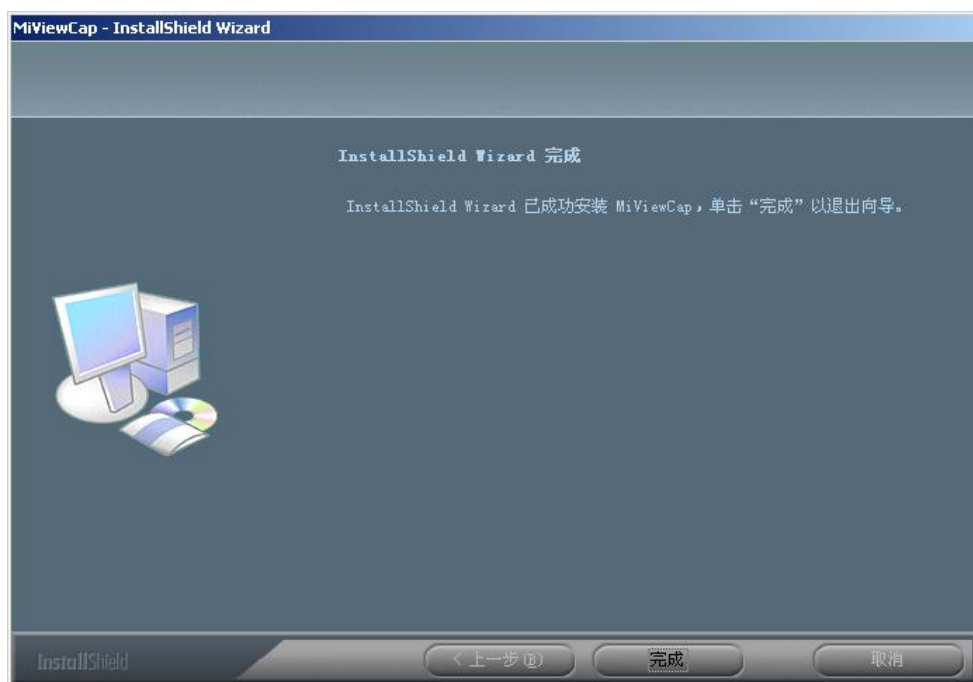 MiViewCap - InstallShield Wizard
InstallShield Wizard 完成
InstallShield Wizard 已成功安装 MiViewCap，单击“完成”以退出向导。
InstallShield
< 上一步(B)
完成
取消